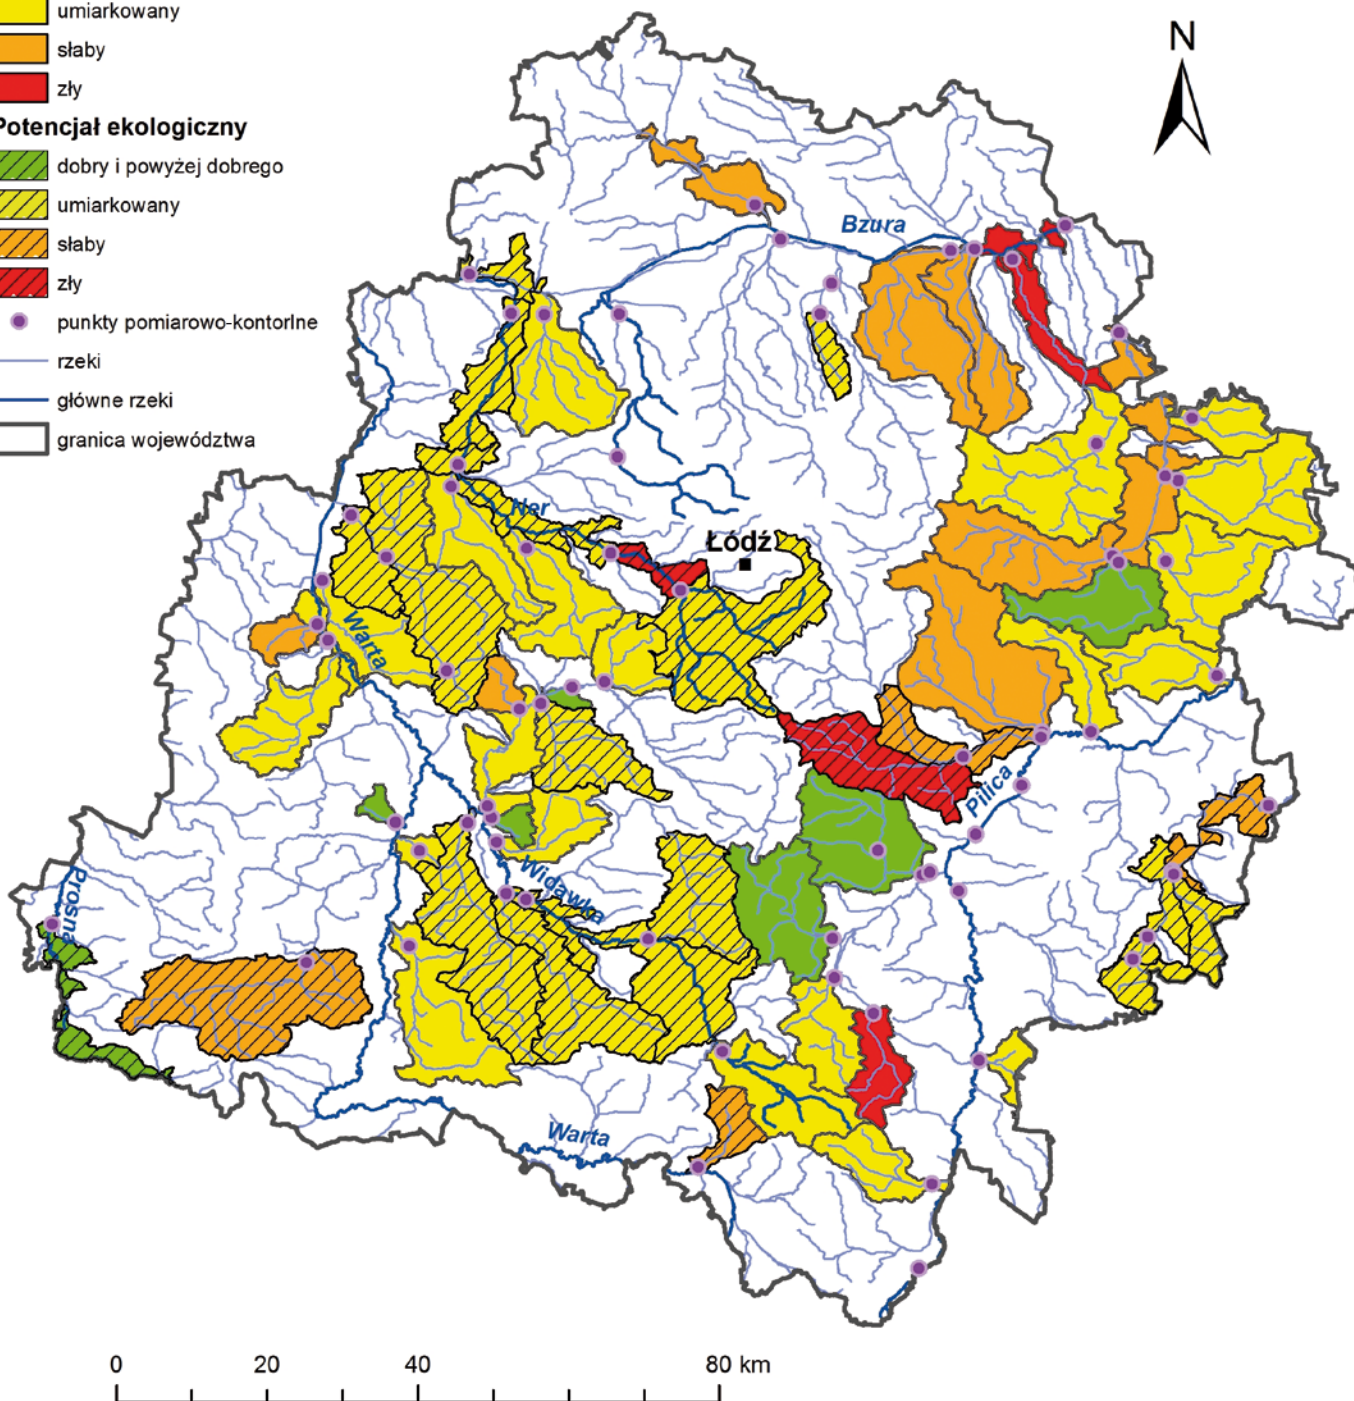 umiarkowany
słaby
zły
Potencjał ekologiczny
dobry i powyżej dobrego
umiarkowany
słaby
zły
punkty pomiarowo-kontorlne
rzeki
główne rzeki
granica województwa
N
Bzura
Ner
Łódź
Warta
Pilica
Widawka
Prosna
Warta
0 20 40 80 km